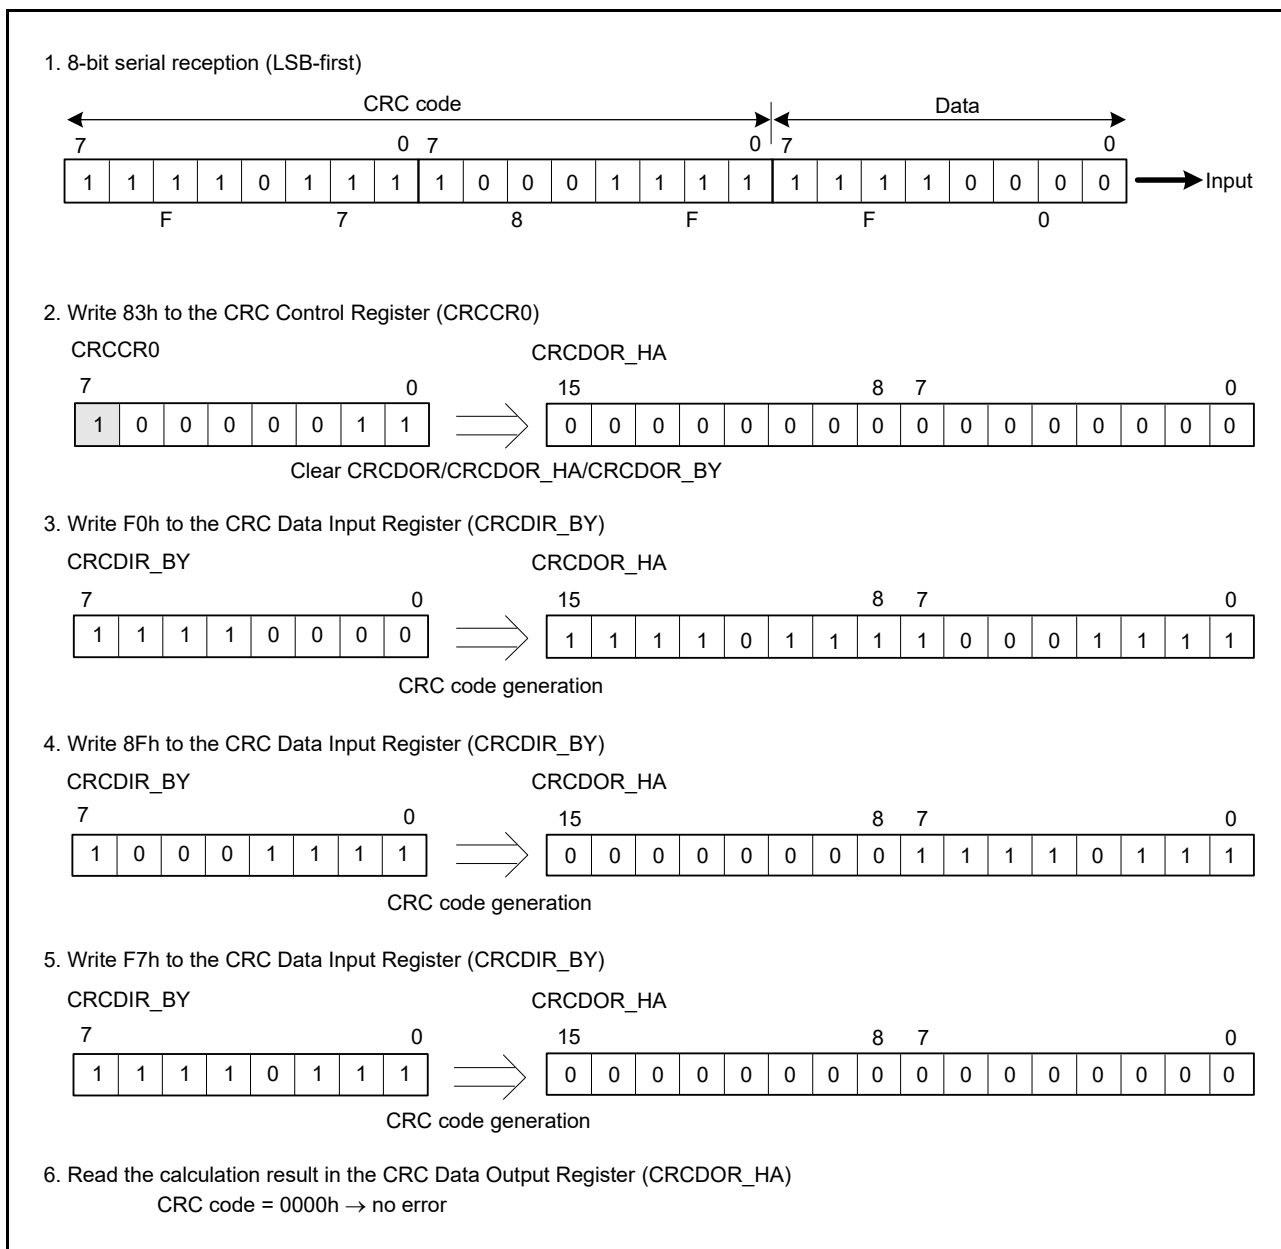 1. 8-bit serial reception (LSB-first)
CRC code Data
7 0 7 0 7 0
1 1 1 1 0 1 1 1 1 0 0 0 1 1 1 1 1 1 1 1 0 0 0 0 Input
F 7 8 F F 0
2. Write 83h to the CRC Control Register (CRCCR0)
CRCCR0 CRCDOR_HA
7 0 15 8 7 0
1 0 0 0 0 0 1 1 0 0 0 0 0 0 0 0 0 0 0 0 0 0 0 0
Clear CRCDOR/CRCDOR_HA/CRCDOR_BY
3. Write F0h to the CRC Data Input Register (CRCDIR_BY)
CRCDIR_BY CRCDOR_HA
7 0 15 8 7 0
1 1 1 1 0 0 0 0 1 1 1 1 0 1 1 1 1 0 0 0 1 1 1 1
CRC code generation
4. Write 8Fh to the CRC Data Input Register (CRCDIR_BY)
CRCDIR_BY CRCDOR_HA
7 0 15 8 7 0
1 0 0 0 1 1 1 1 0 0 0 0 0 0 0 0 1 1 1 1 0 1 1 1
CRC code generation
5. Write F7h to the CRC Data Input Register (CRCDIR_BY)
CRCDIR_BY CRCDOR_HA
7 0 15 8 7 0
1 1 1 1 0 1 1 1 0 0 0 0 0 0 0 0 0 0 0 0 0 0 0 0
CRC code generation
6. Read the calculation result in the CRC Data Output Register (CRCDOR_HA)
CRC code = 0000h → no error